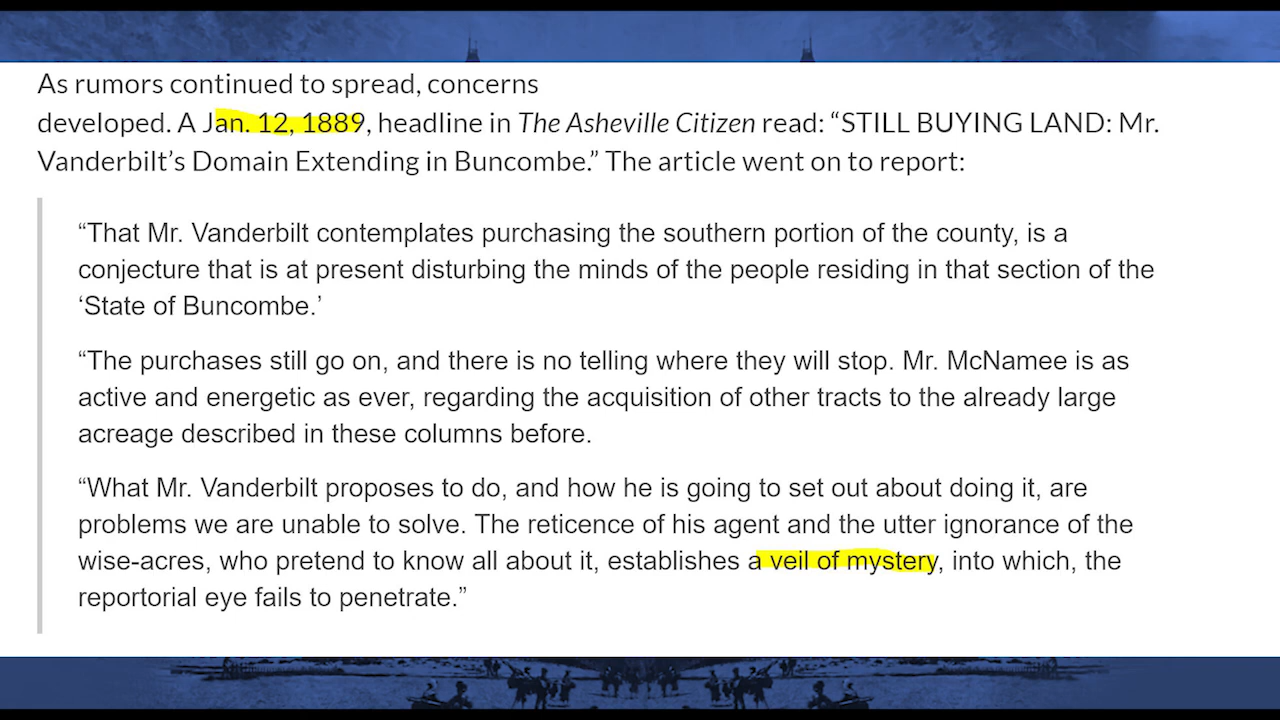 As rumors continued to spread, concerns
developed. A Jan. 12, 1889, headline in The Asheville Citizen read: “STILL BUYING LAND: Mr.
Vanderbilt’s Domain Extending in Buncombe.” The article went on to report:
“That Mr. Vanderbilt contemplates purchasing the southern portion of the county, is a
conjecture that is at present disturbing the minds of the people residing in that section of the
‘State of Buncombe.’
“The purchases still go on, and there is no telling where they will stop. Mr. McNamee is as
active and energetic as ever, regarding the acquisition of other tracts to the already large
acreage described in these columns before.
“What Mr. Vanderbilt proposes to do, and how he is going to set out about doing it, are
problems we are unable to solve. The reticence of his agent and the utter ignorance of the
wise-acres, who pretend to know all about it, establishes a veil of mystery, into which, the
reportorial eye fails to penetrate.”